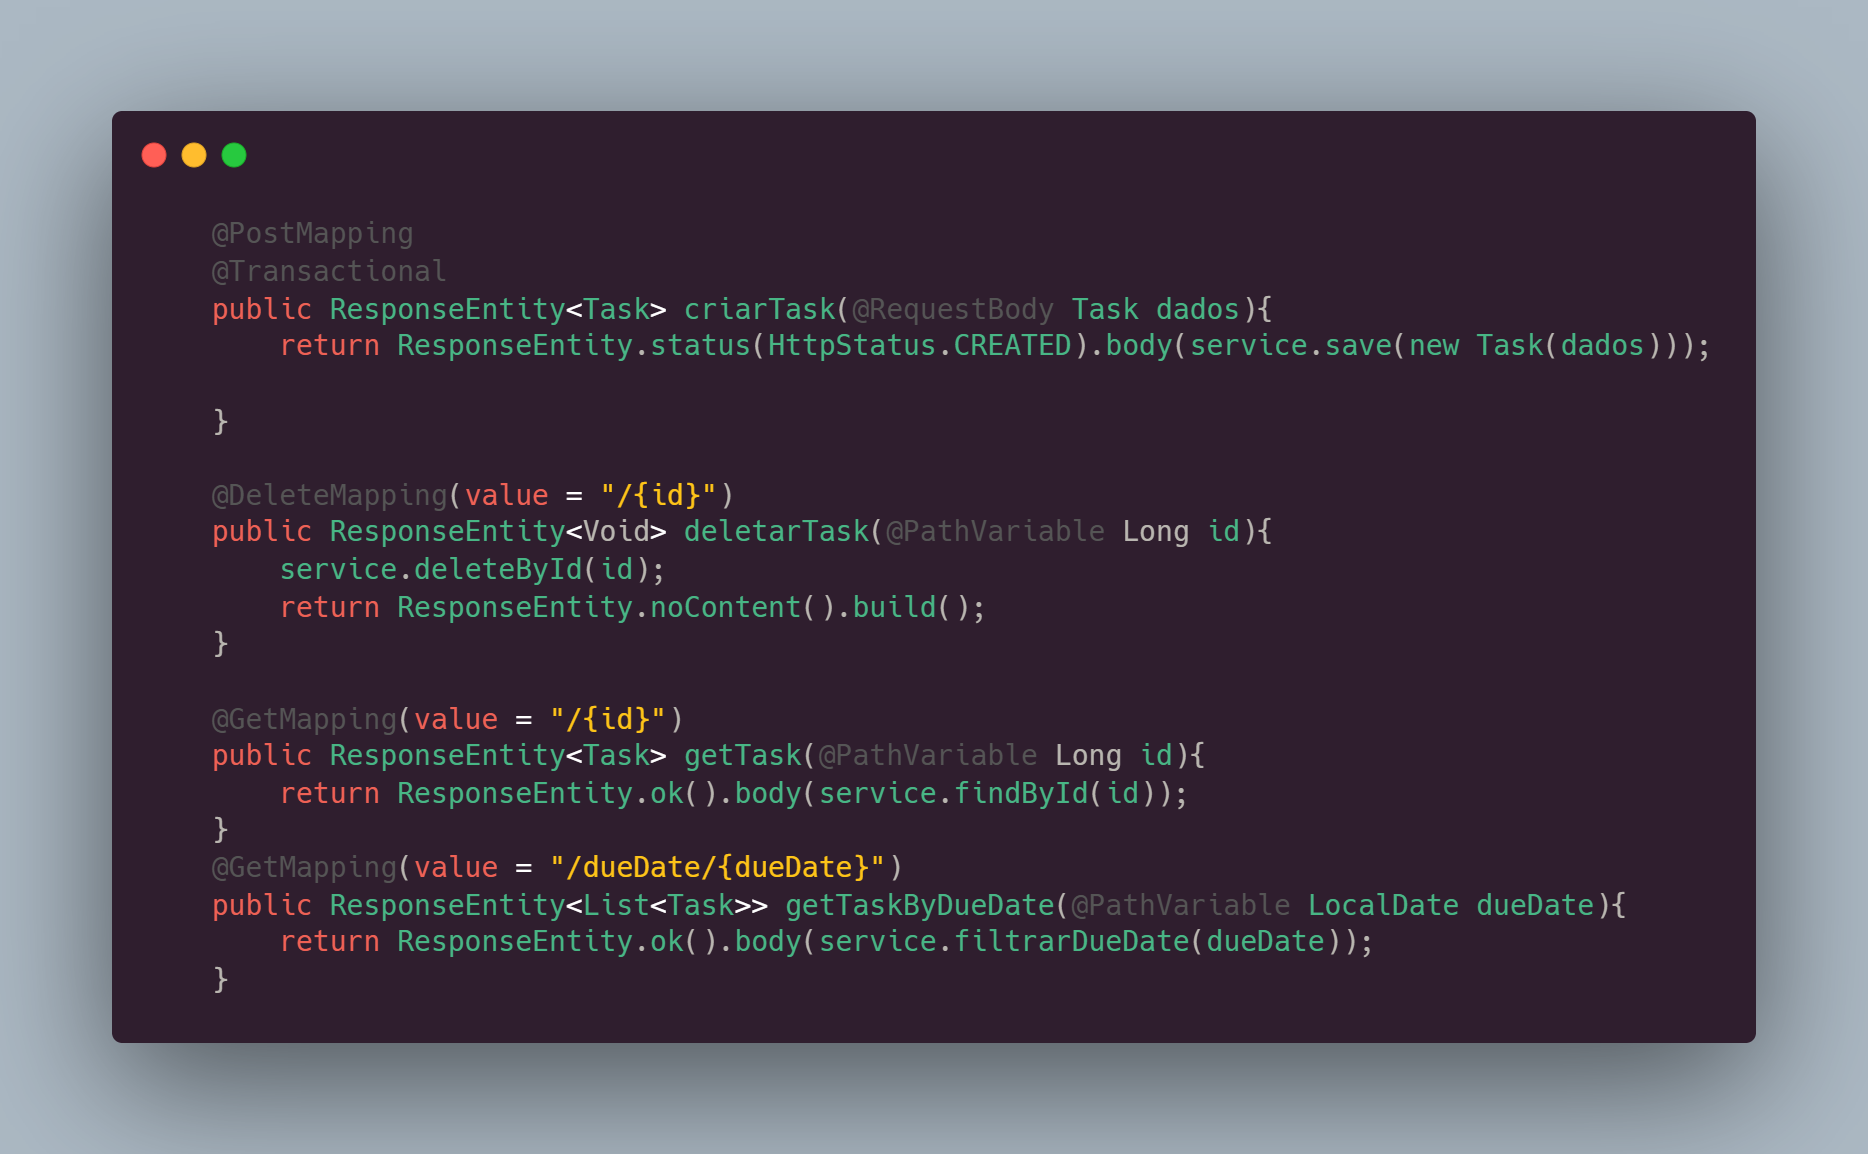 @PostMapping
@Transactional
public ResponseEntity<Task> criarTask(@RequestBody Task dados){
    return ResponseEntity.status(HttpStatus.CREATED).body(service.save(new Task(dados)));

}

@DeleteMapping(value = "/{id}")
public ResponseEntity<Void> deletarTask(@PathVariable Long id){
    service.deleteById(id);
    return ResponseEntity.noContent().build();
}

@GetMapping(value = "/{id}")
public ResponseEntity<Task> getTask(@PathVariable Long id){
    return ResponseEntity.ok().body(service.findById(id));
}
@GetMapping(value = "/dueDate/{dueDate}")
public ResponseEntity<List<Task>> getTaskByDueDate(@PathVariable LocalDate dueDate){
    return ResponseEntity.ok().body(service.filtrarDueDate(dueDate));
}